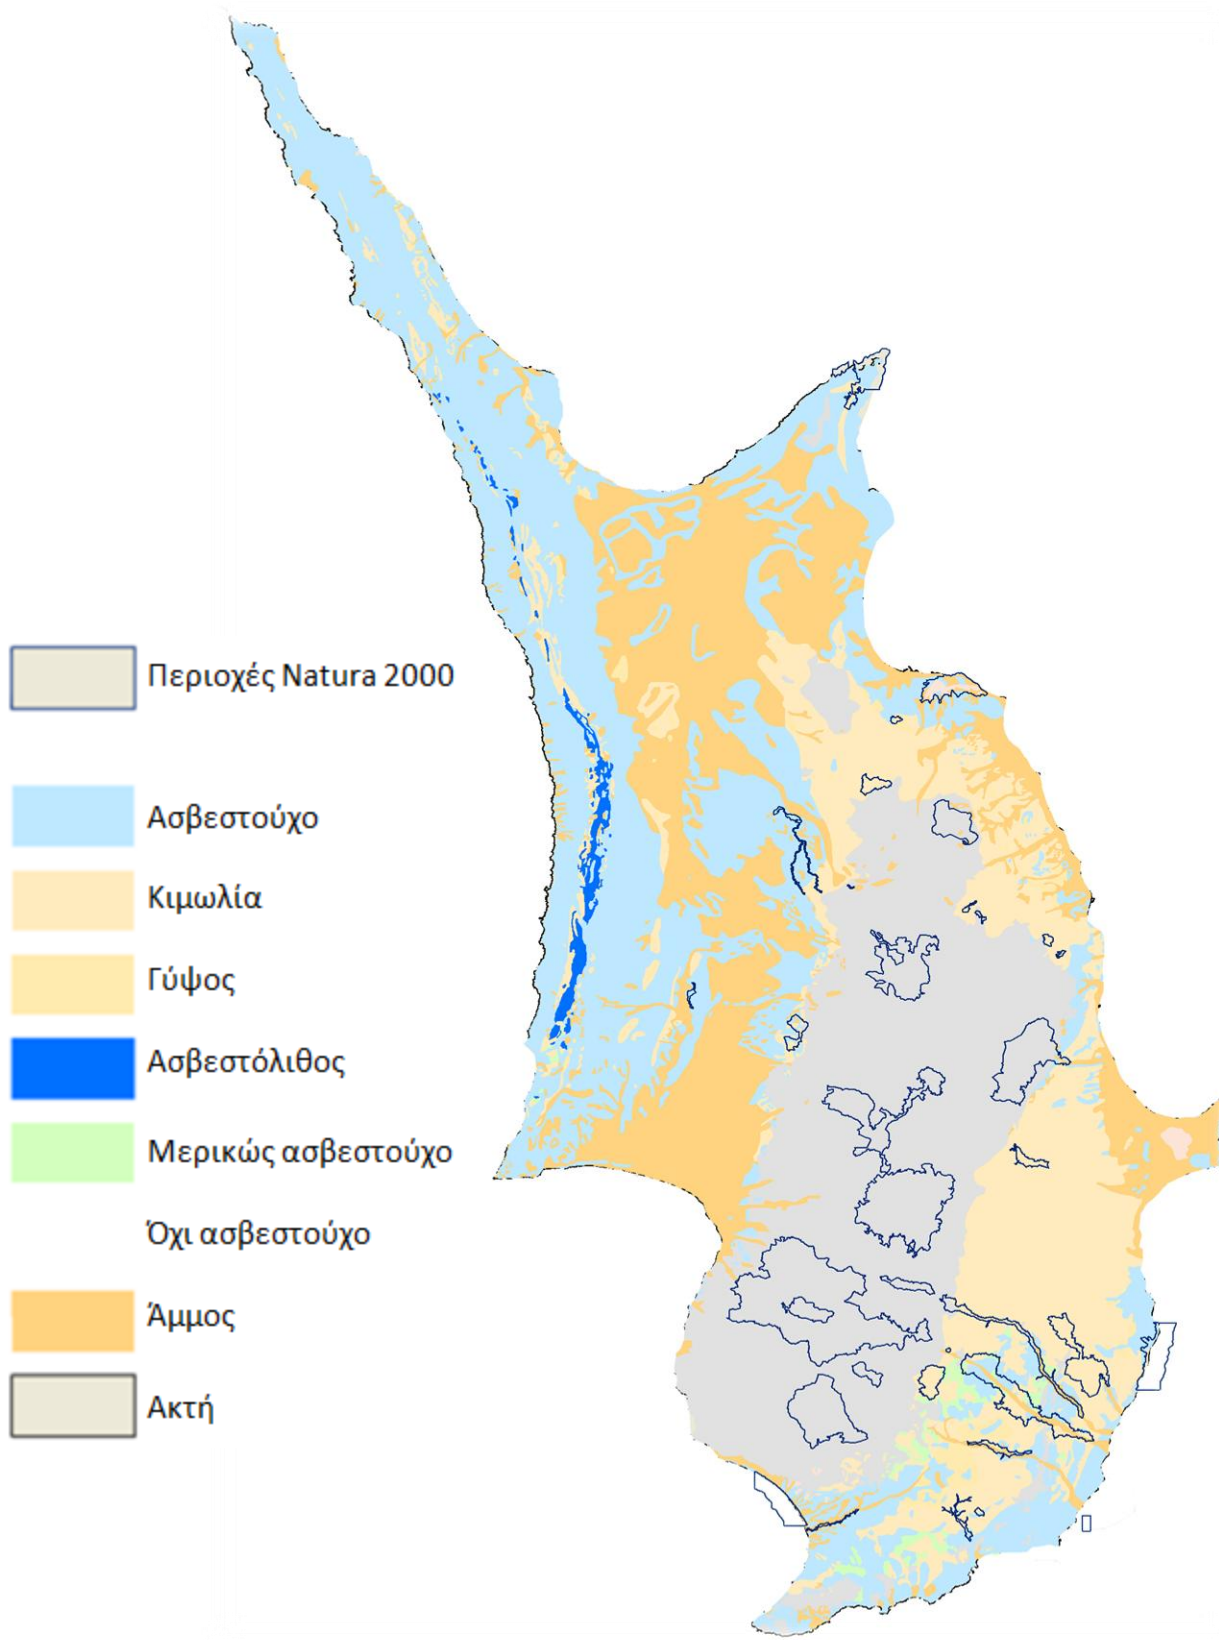 Περιοχές Natura 2000
Ασβεστούχο
Κιμωλία
Γύψος
Ασβεστόλιθος
Μερικώς ασβεστούχο
Όχι ασβεστούχο
Άμμος
Ακτή